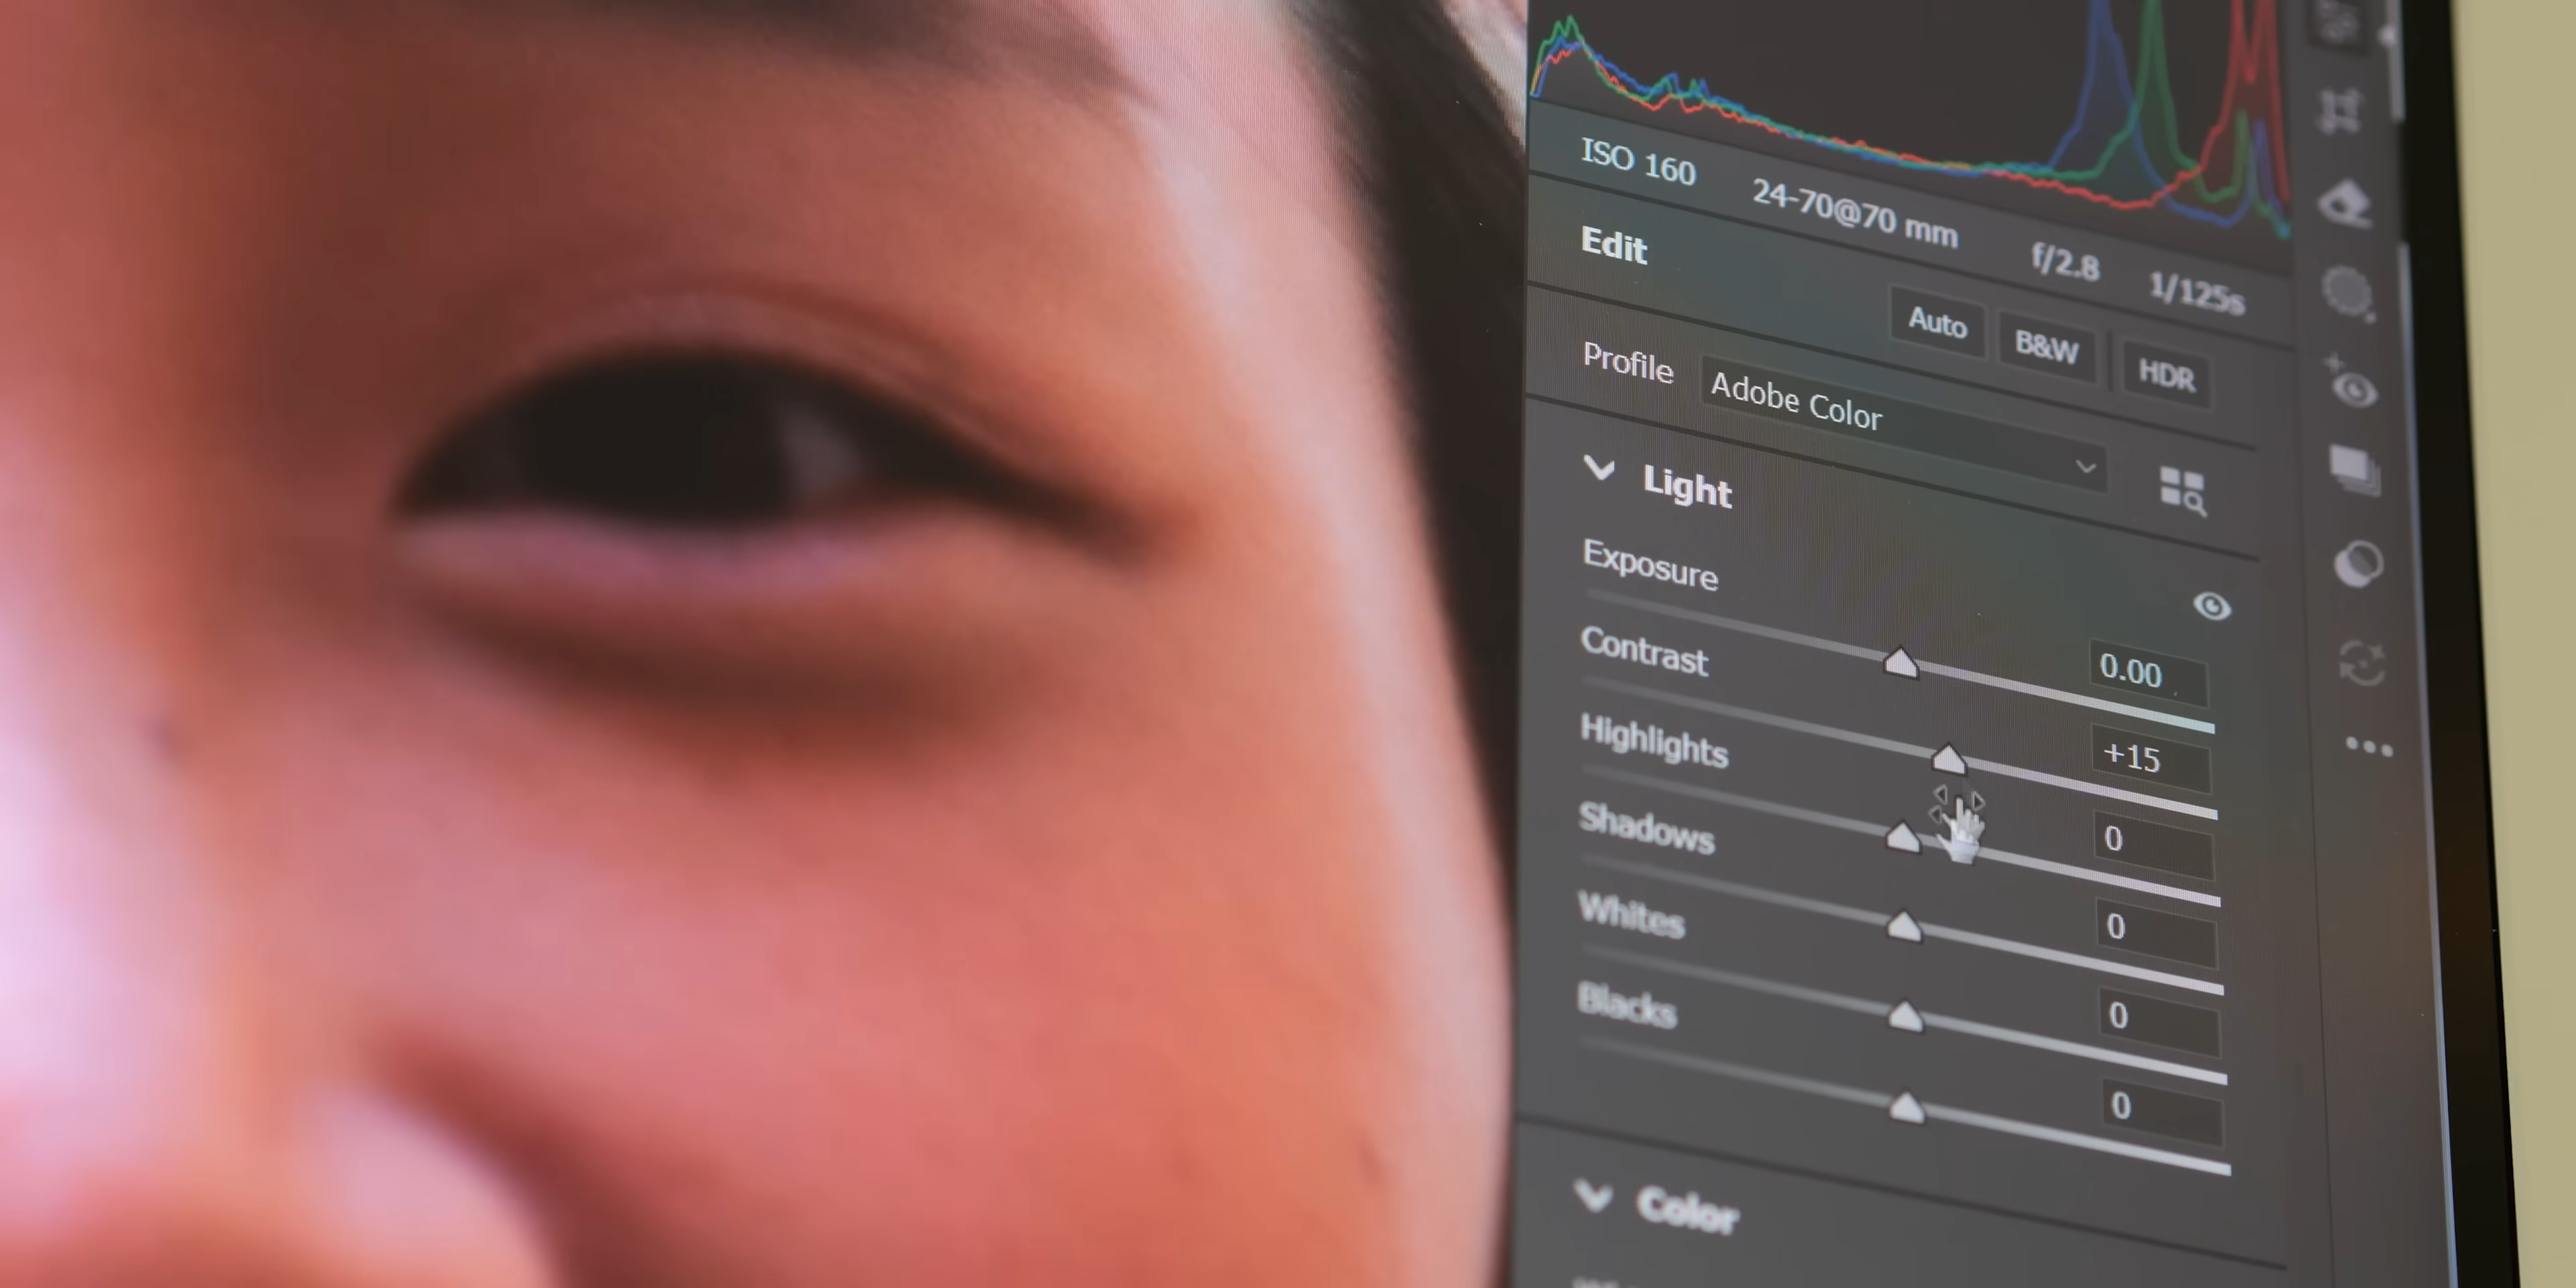 ISO 160 24-70@70 mm f/2.8 1/125s
Edit
Auto B&W HDR
Profile Adobe Color
Light
Exposure
0.00
Contrast
+15
Highlights
0
Shadows
0
Whites
0
Blacks
0
Color